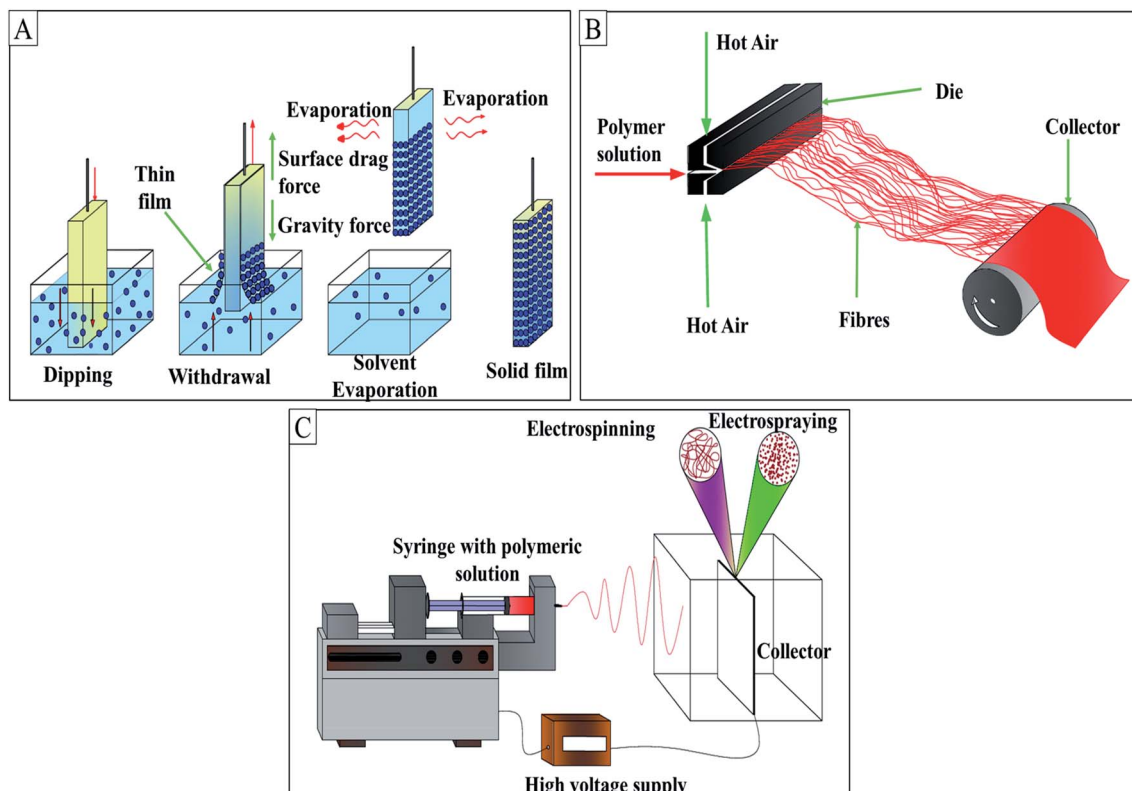 A
Evaporation
Evaporation
Surface drag
force
Thin
film
Gravity force
Dipping
Withdrawal
Solvent
Evaporation
Solid film
B
Hot Air
Die
Polymer
solution
Collector
Hot Air
Fibres
C
Electrospinning
Electrospraying
Syringe with polymeric
solution
Collector
High voltage supply